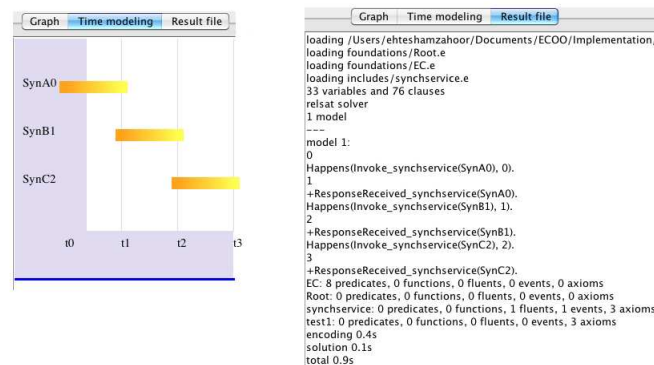 Graph Time modeling Result file
SynA0
SynB1
SynC2
t0 t1 t2 t3
Graph Time modeling Result file
loading /Users/ehteshamzahoor/Documents/ECOO/Implementation/
loading foundations/Root.e
loading foundations/EC.e
loading includes/synchservice.e
33 variables and 76 clauses
relsat solver
1 model
---
model 1:
0
Happens(Invoke_synchservice(SynA0), 0).
1
+ResponseReceived_synchservice(SynA0).
Happens(Invoke_synchservice(SynB1), 1).
2
+ResponseReceived_synchservice(SynB1).
Happens(Invoke_synchservice(SynC2), 2).
3
+ResponseReceived_synchservice(SynC2).
EC: 8 predicates, 0 functions, 0 fluents, 0 events, 0 axioms
Root: 0 predicates, 0 functions, 0 fluents, 0 events, 0 axioms
synchservice: 0 predicates, 0 functions, 1 fluents, 1 events, 3 axioms
test1: 0 predicates, 0 functions, 0 fluents, 0 events, 3 axioms
encoding 0.4s
solution 0.1s
total 0.9s